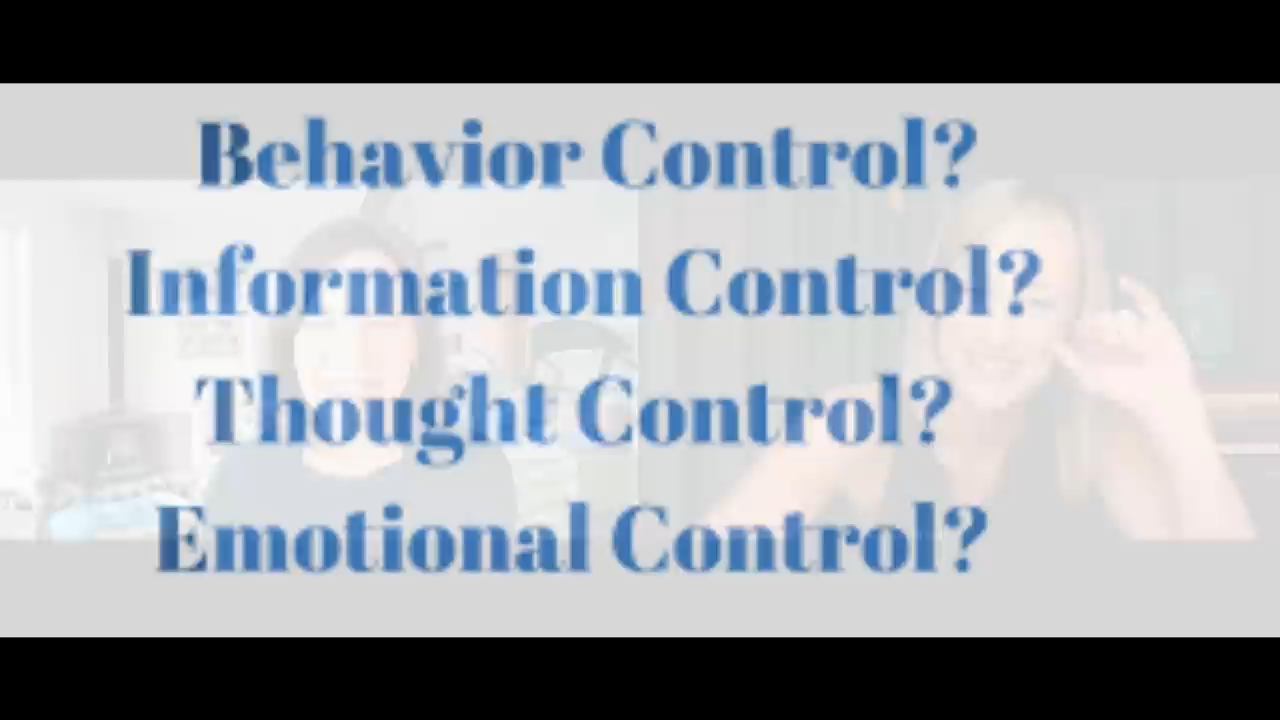 Behavior Control?
Information Control?
Thought Control?
Emotional Control?